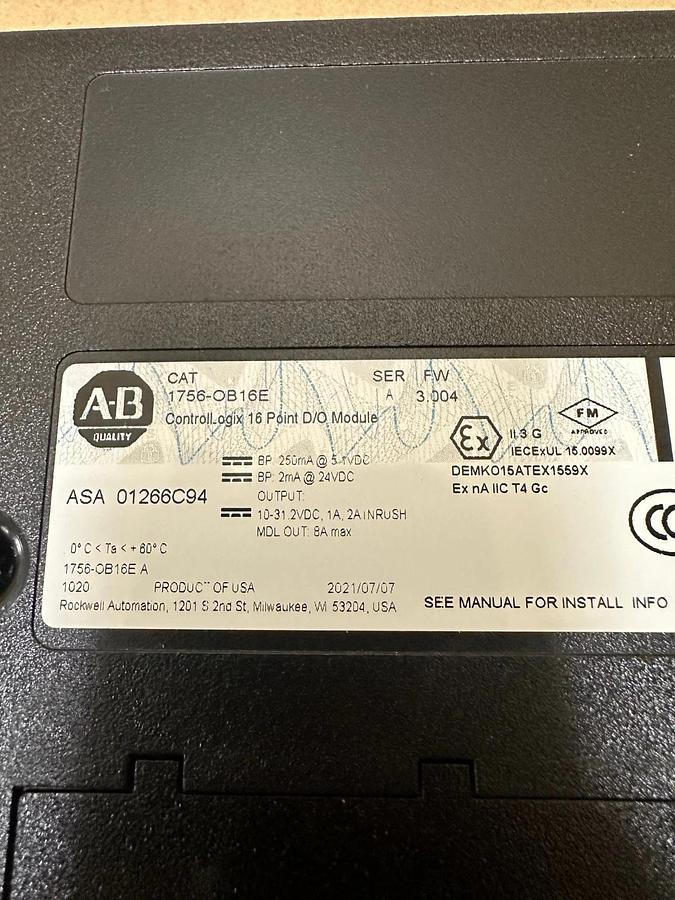 AB
QUALITY
CAT
1756-OB16E
ControlLogix 16 Point D/O Module
SER FW
A 3.004
BP: 250mA @ 5.1VDC
BP: 2mA @ 24VDC
OUTPUT:
10-31.2VDC, 1A, 2A INRUSH
MDL OUT: 8A max
ASA 01266C94
0° C < Ta < + 60° C
1756-OB16E A
1020 PRODUCT OF USA 2021/07/07
Rockwell Automation, 1201 S 2nd St, Milwaukee, WI 53204, USA
Ex
II 3 G
IECExUL 15.0099X
DEMKO15ATEX1559X
Ex nA IIC T4 Gc
FM
APPROVED
SEE MANUAL FOR INSTALL INFO